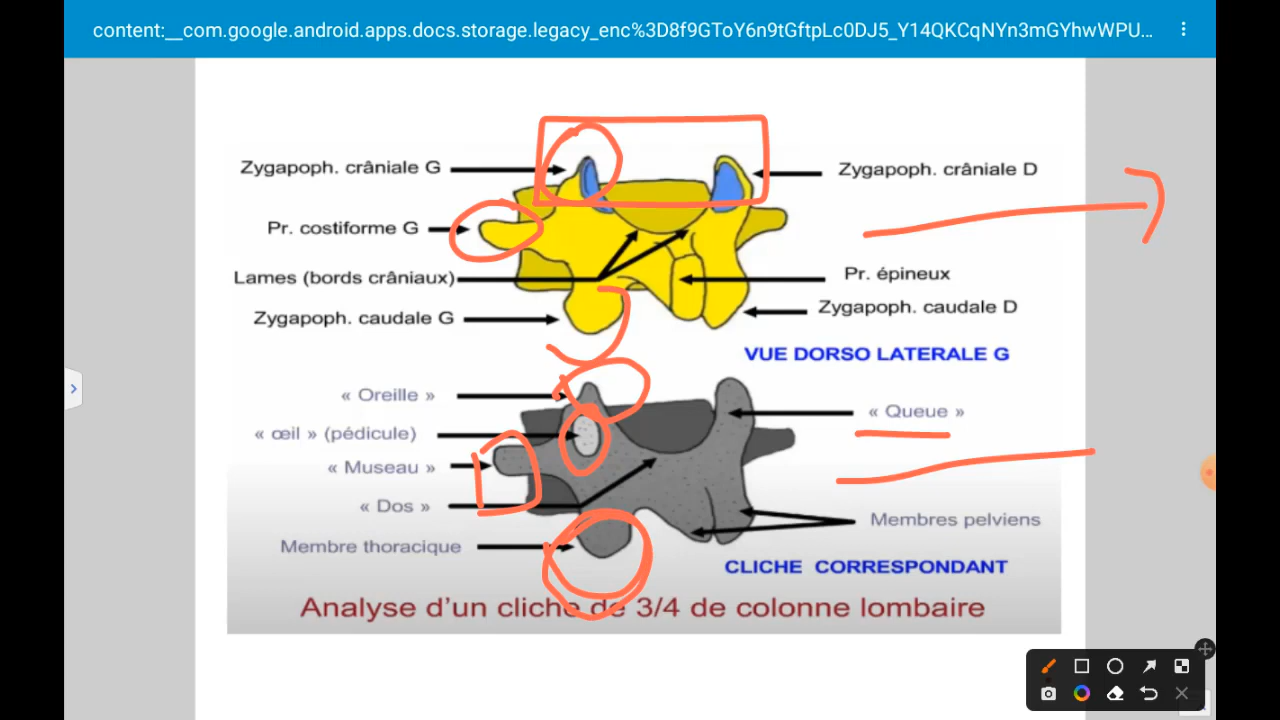 content:__com.google.android.apps.docs.storage.legacy_enc%3D8f9GToY6n9tGftpLc0DJ5_Y14QKCqNYn3mGYhwWPU...
Zygapoph. crâniale G
Zygapoph. crâniale D
Pr. costiforme G
Lames (bords crâniaux)
Pr. épineux
Zygapoph. caudale G
Zygapoph. caudale D
VUE DORSO LATERALE G
« Oreille »
« Queue »
« œil » (pédicule)
« Museau »
« Dos »
Membres pelviens
Membre thoracique
CLICHE CORRESPONDANT
Analyse d'un cliche de 3/4 de colonne lombaire